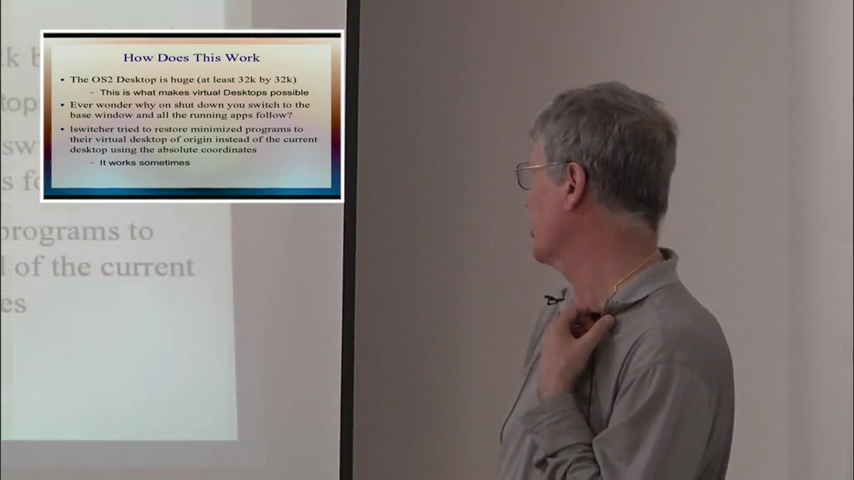 How Does This Work
• The OS2 Desktop is huge (at least 32k by 32k)
– This is what makes virtual Desktops possible
• Ever wonder why on shut down you switch to the
base window and all the running apps follow?
• Iswitcher tried to restore minimized programs to
their virtual desktop of origin instead of the current
desktop using the absolute coordinates
– It works sometimes
k b
top
sw
s fo
programs to
d of the current
es